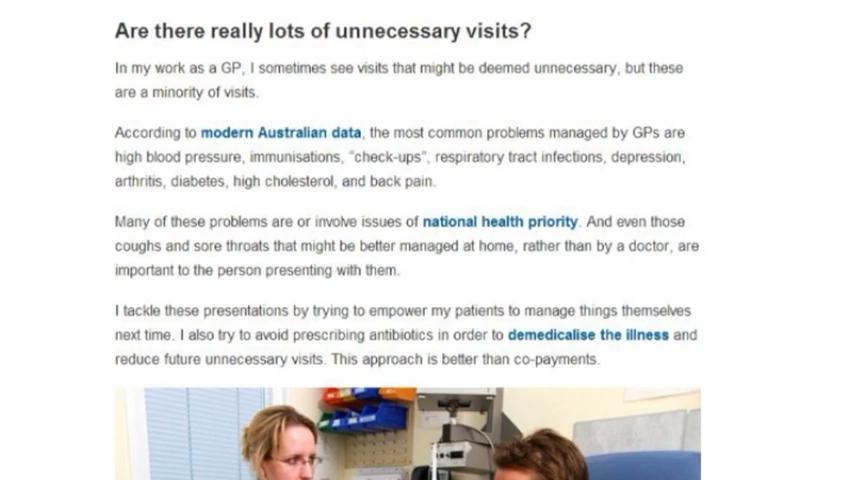 Are there really lots of unnecessary visits?
In my work as a GP, I sometimes see visits that might be deemed unnecessary, but these
are a minority of visits.
According to modern Australian data, the most common problems managed by GPs are
high blood pressure, immunisations, "check-ups", respiratory tract infections, depression,
arthritis, diabetes, high cholesterol, and back pain.
Many of these problems are or involve issues of national health priority. And even those
coughs and sore throats that might be better managed at home, rather than by a doctor, are
important to the person presenting with them.
I tackle these presentations by trying to empower my patients to manage things themselves
next time. I also try to avoid prescribing antibiotics in order to demedicalise the illness and
reduce future unnecessary visits. This approach is better than co-payments.